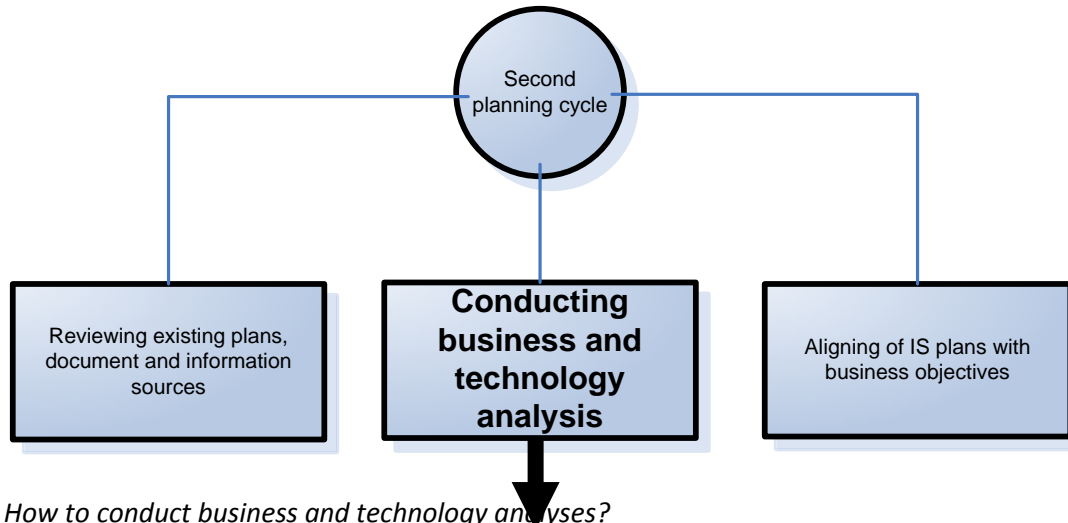 Second
planning cycle
Reviewing existing plans,
document and information
sources
Conducting
business and
technology
analysis
Aligning of IS plans with
business objectives
How to conduct business and technology analyses?